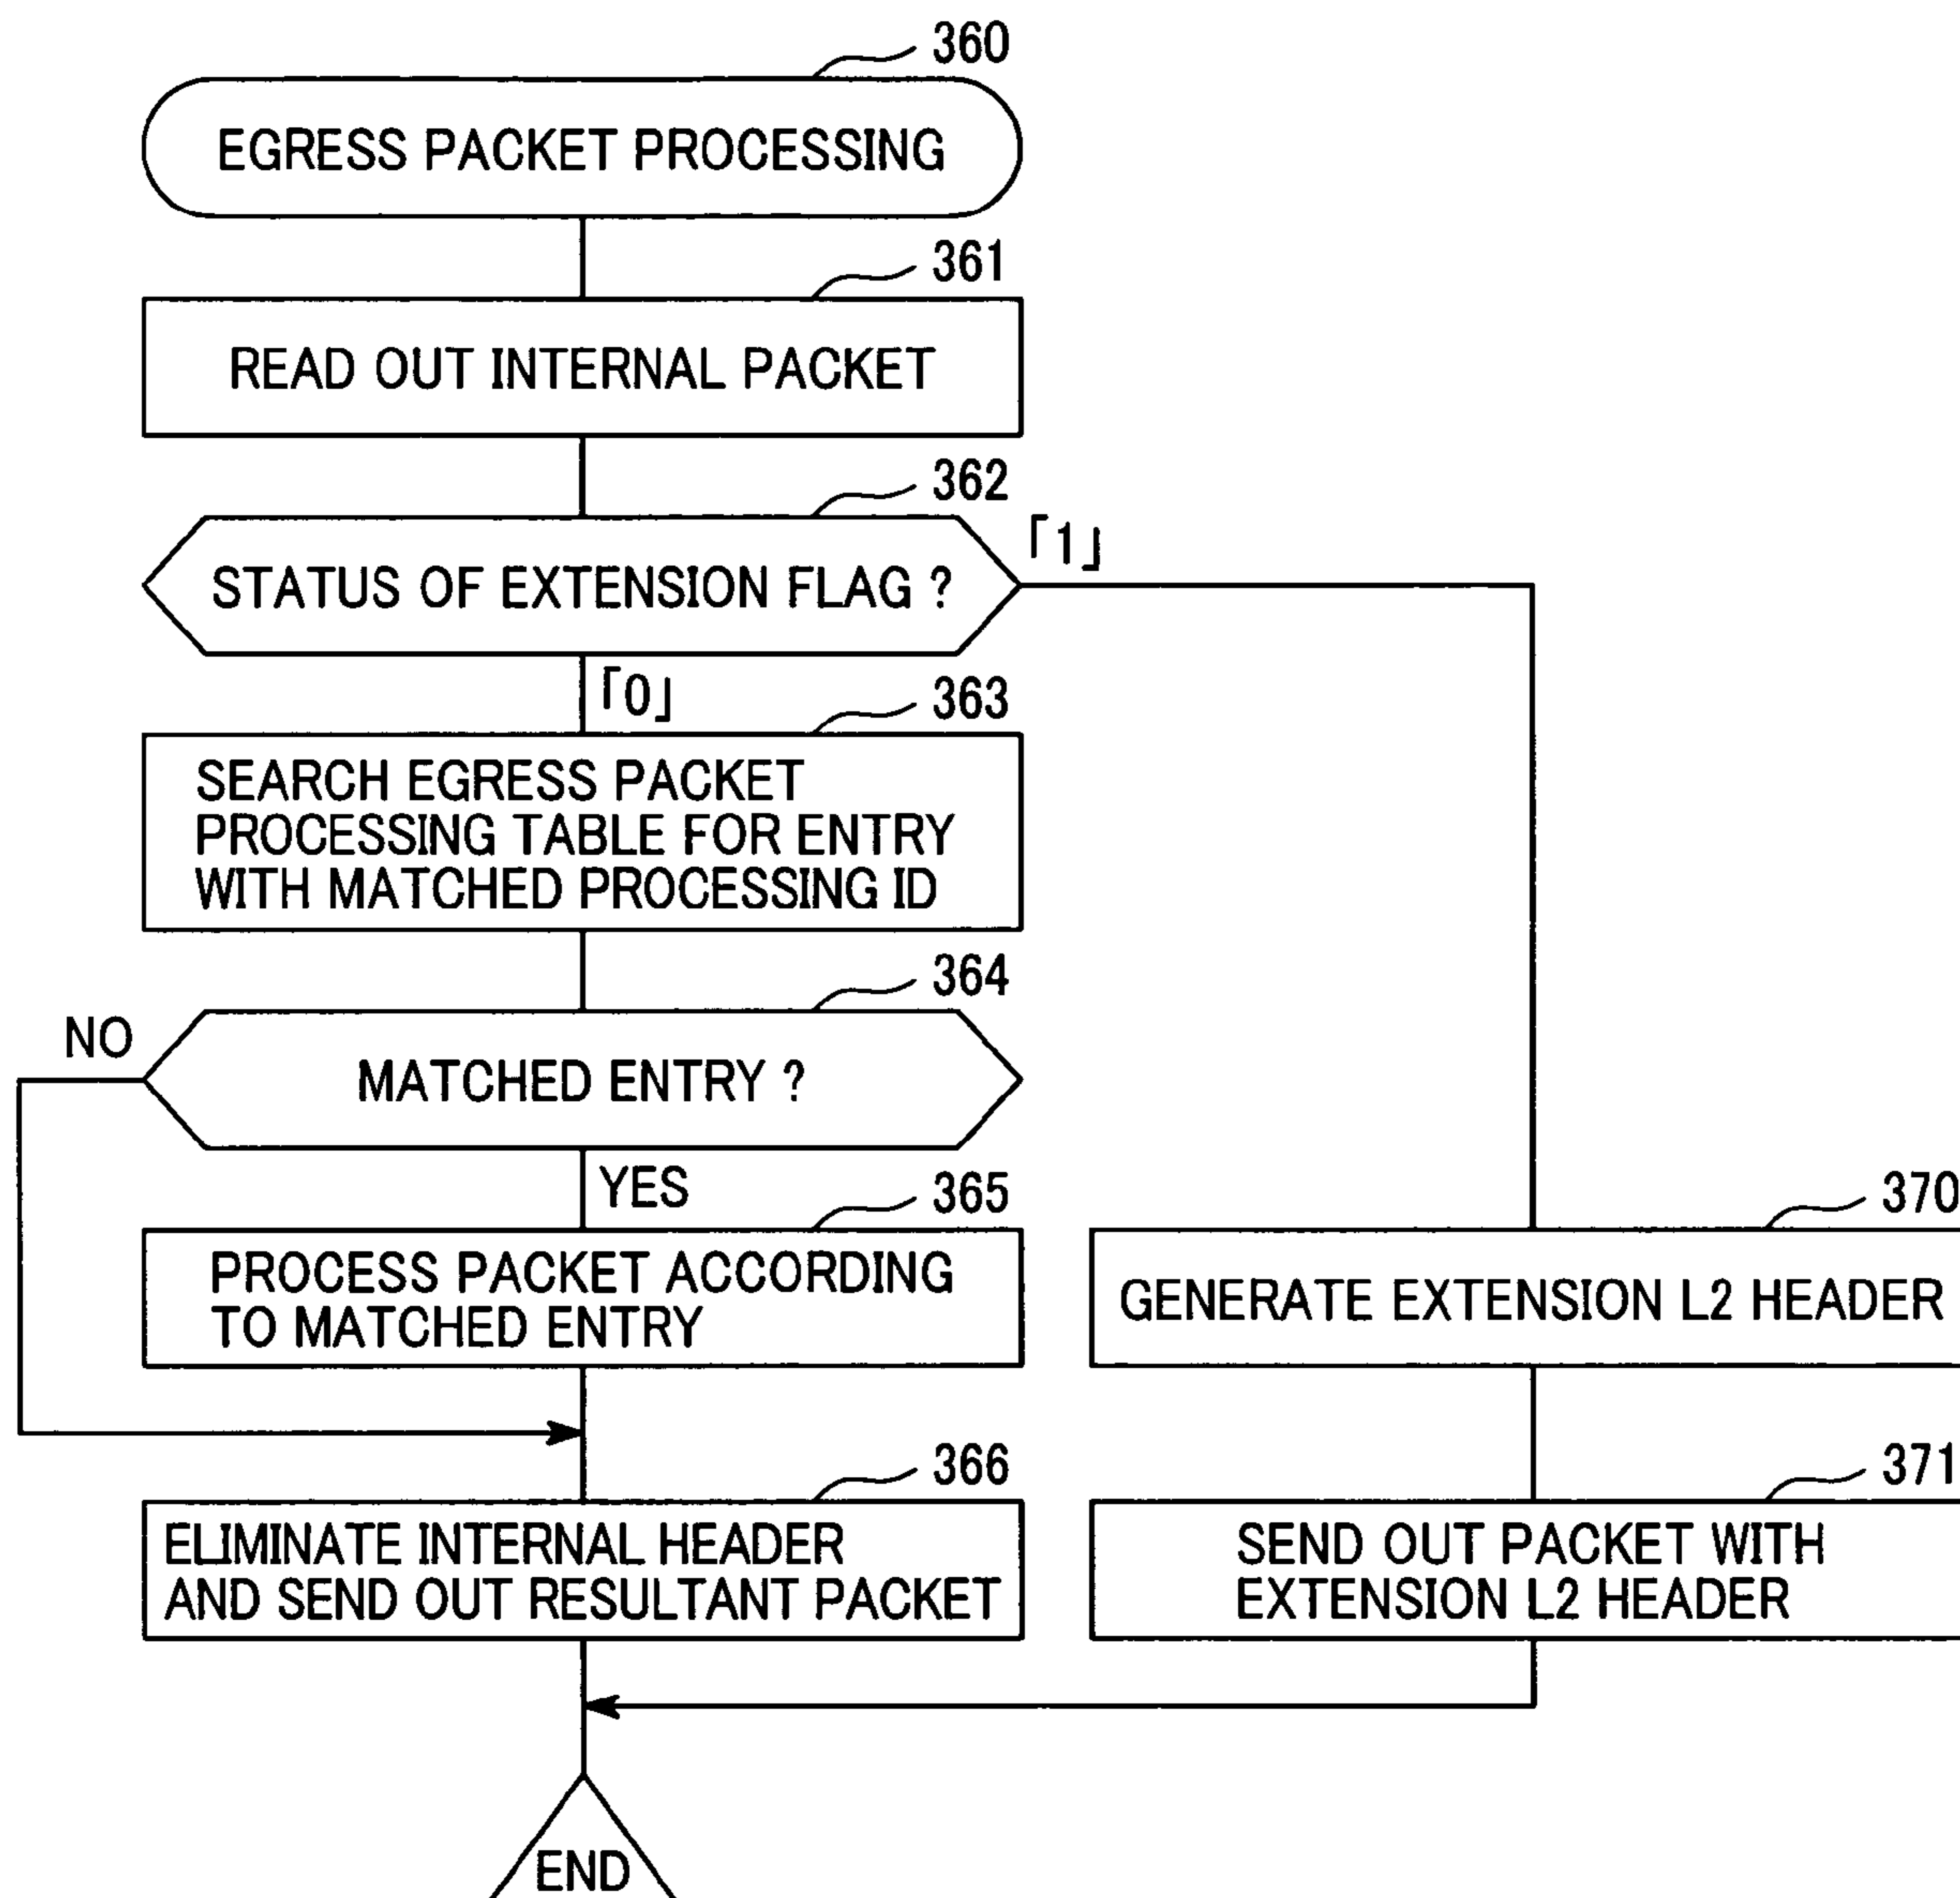 360
EGRESS PACKET PROCESSING
361
READ OUT INTERNAL PACKET
362
STATUS OF EXTENSION FLAG ?
「1」
「0」
363
SEARCH EGRESS PACKET
PROCESSING TABLE FOR ENTRY
WITH MATCHED PROCESSING ID
364
NO
MATCHED ENTRY ?
YES
365
PROCESS PACKET ACCORDING
TO MATCHED ENTRY
370
GENERATE EXTENSION L2 HEADER
366
ELIMINATE INTERNAL HEADER
AND SEND OUT RESULTANT PACKET
371
SEND OUT PACKET WITH
EXTENSION L2 HEADER
END